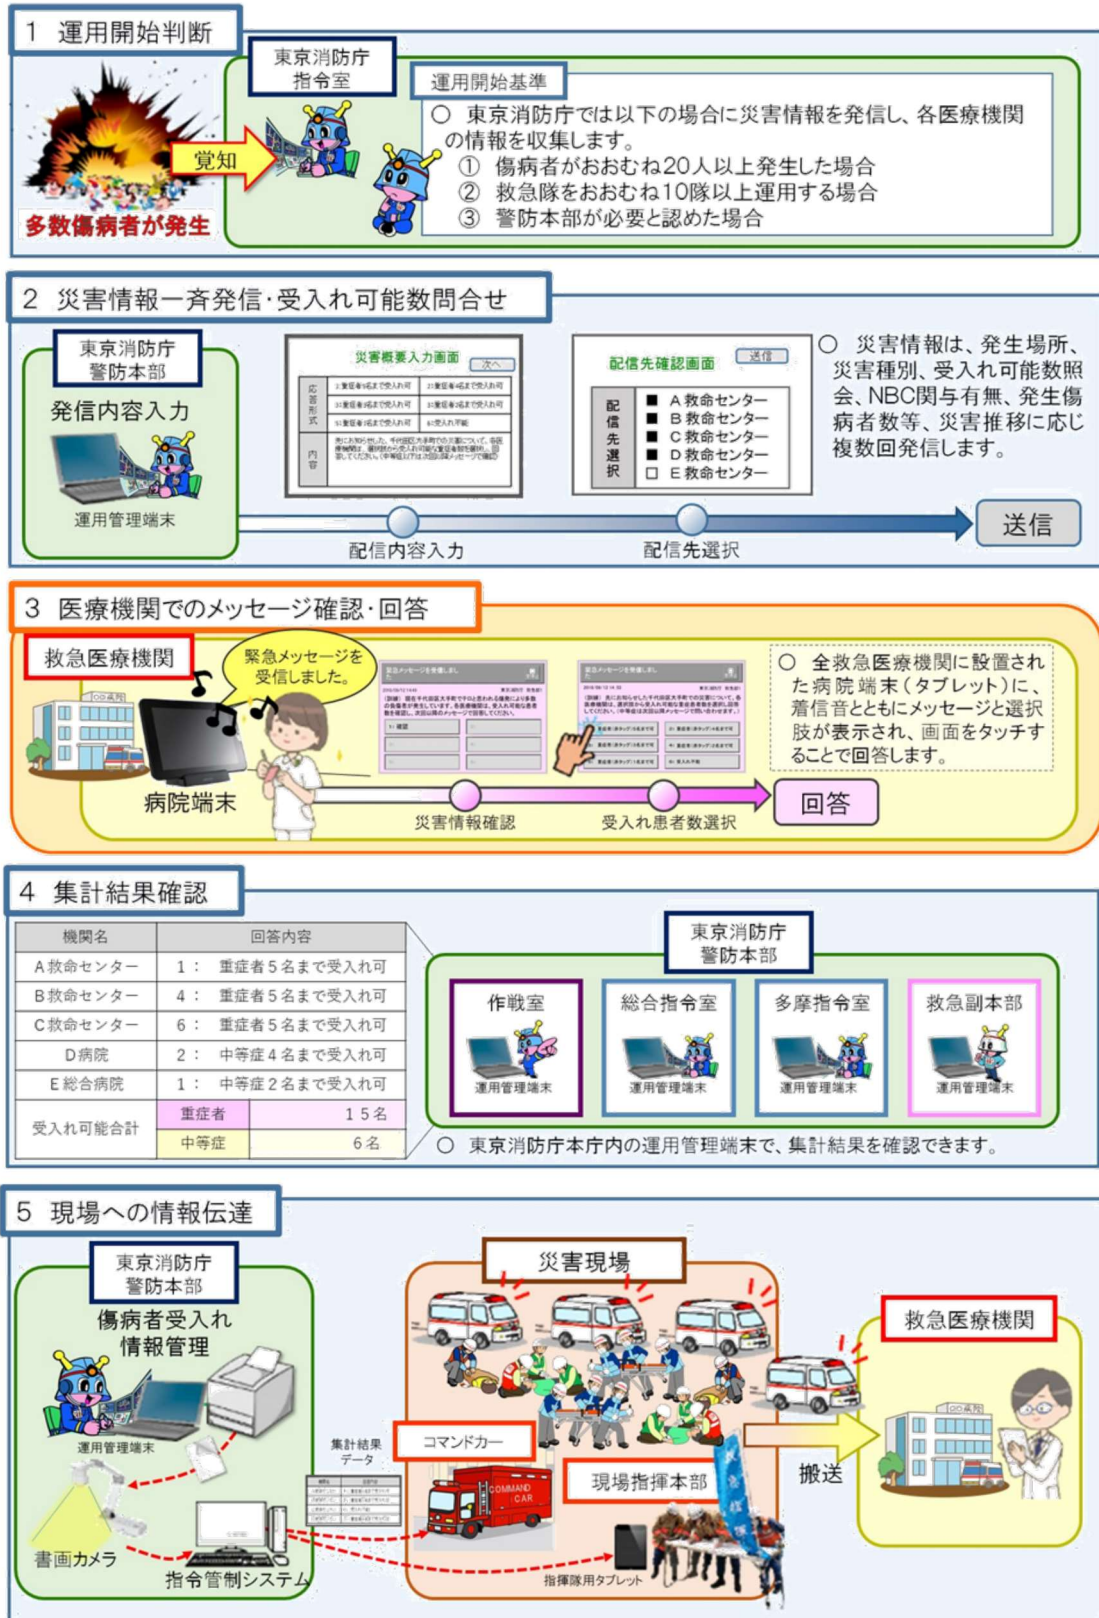 1 運用開始判断
東京消防庁
指令室
運用開始基準
○ 東京消防庁では以下の場合に災害情報を発信し、各医療機関
の情報を収集します。
① 傷病者がおおむね20人以上発生した場合
② 救急隊をおおむね10隊以上運用する場合
③ 警防本部が必要と認めた場合
覚知
多数傷病者が発生
2 災害情報一斉発信・受入れ可能数問合せ
東京消防庁
警防本部
発信内容入力
運用管理端末
災害概要入力画面
次へ
応答形式
内容
配信先確認画面
送信
配信先選択
■ A救命センター
■ B救命センター
■ C救命センター
■ D救命センター
□ E救命センター
○ 災害情報は、発生場所、
災害種別、受入れ可能数照
会、NBC関与有無、発生傷
病者数等、災害推移に応じ
複数回発信します。
配信内容入力
配信先選択
送信
3 医療機関でのメッセージ確認・回答
救急医療機関
緊急メッセージを
受信しました。
病院端末
災害情報確認
受入れ患者数選択
回答
○ 全救急医療機関に設置され
た病院端末(タブレット)に、
着信音とともにメッセージと選択
肢が表示され、画面をタッチす
ることで回答します。
4 集計結果確認
機関名 回答内容
A救命センター 1： 重症者5名まで受入れ可
B救命センター 4： 重症者5名まで受入れ可
C救命センター 6： 重症者5名まで受入れ可
D病院 2： 中等症4名まで受入れ可
E総合病院 1： 中等症2名まで受入れ可
受入れ可能合計 重症者 15名
中等症 6名
東京消防庁
警防本部
作戦室
運用管理端末
総合指令室
運用管理端末
多摩指令室
運用管理端末
救急副本部
運用管理端末
○ 東京消防庁本庁内の運用管理端末で、集計結果を確認できます。
5 現場への情報伝達
東京消防庁
警防本部
傷病者受入れ
情報管理
運用管理端末
書画カメラ
指令管制システム
集計結果
データ
災害現場
コマンドカー
COMMAND
CAR
現場指揮本部
指揮隊用タブレット
搬送
救急医療機関